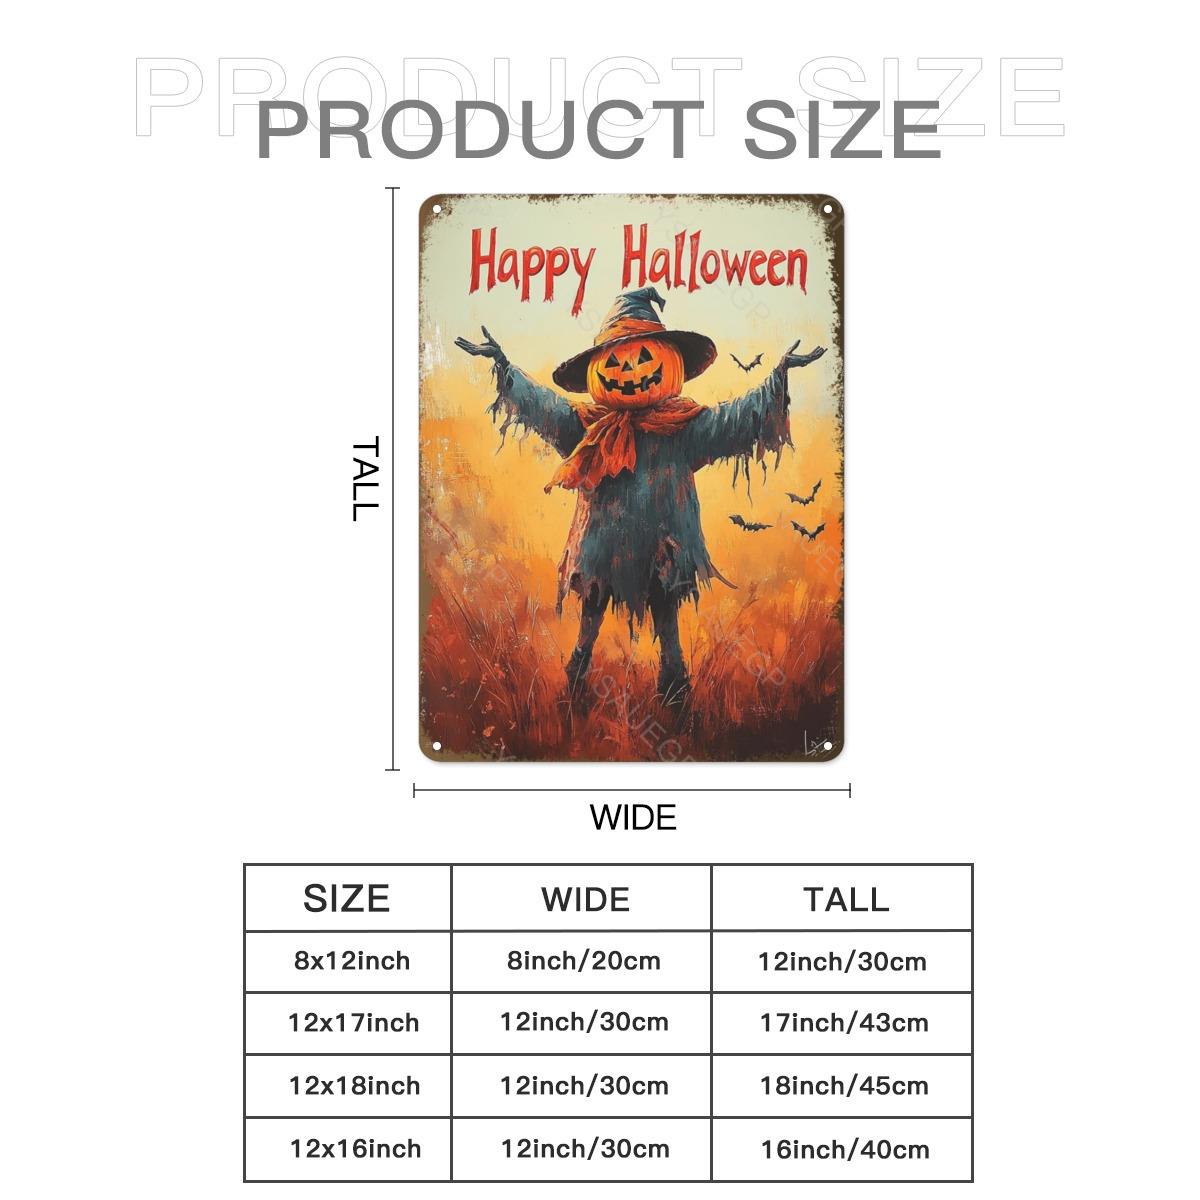 PRODUCT SIZE
PRODUCT SIZE
Happy Halloween
TALL
YSAUEGP
WIDE
SIZE WIDE TALL
8x12inch 8inch/20cm 12inch/30cm
12x17inch 12inch/30cm 17inch/43cm
12x18inch 12inch/30cm 18inch/45cm
12x16inch 12inch/30cm 16inch/40cm